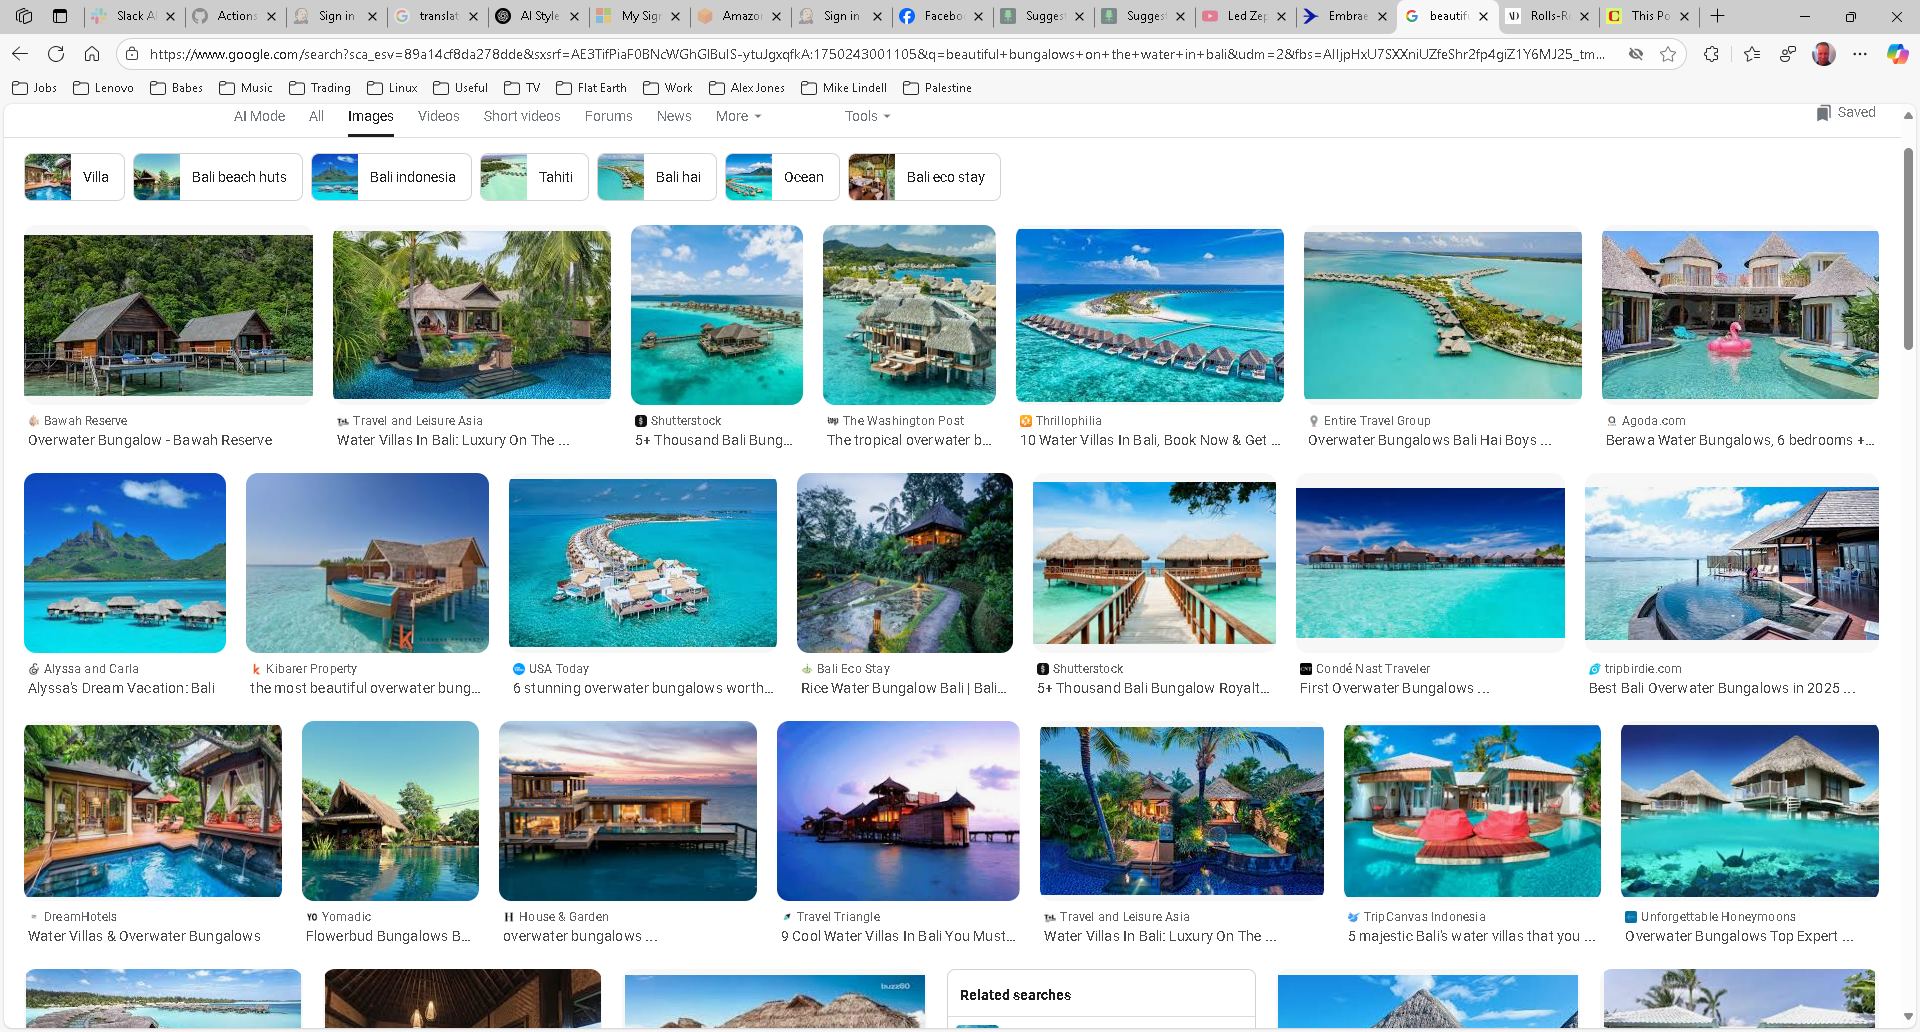 Slack A
Actions
Sign in
translat
AI Style
My Sig
Amazo
Sign in
Facebo
Suggest
Suggest
Led Zep
Embrae
beautif
Rolls-R
This Po
https://www.google.com/search?sca_esv=89a14cf8da278dde&sxsrf=AE3TifPiaF0BNcWGhGlBuIS-ytuJgxqfkA:1750243001105&q=beautiful+bungalows+on+the+water+in+bali&udm=2&fbs=AIIjpHxU7SXXniUZfeShr2fp4giZ1Y6MJ25_tm...
Jobs
Lenovo
Babes
Music
Trading
Linux
Useful
TV
Flat Earth
Work
Alex Jones
Mike Lindell
Palestine
AI Mode
All
Images
Videos
Short videos
Forums
News
More
Tools
Saved
Villa
Bali beach huts
Bali indonesia
Tahiti
Bali hai
Ocean
Bali eco stay
Bawah Reserve
Overwater Bungalow - Bawah Reserve
T+L Travel and Leisure Asia
Water Villas In Bali: Luxury On The ...
Shutterstock
5+ Thousand Bali Bung...
wp The Washington Post
The tropical overwater b...
Thrillophilia
10 Water Villas In Bali, Book Now & Get ...
Entire Travel Group
Overwater Bungalows Bali Hai Boys ...
Agoda.com
Berawa Water Bungalows, 6 bedrooms +...
Alyssa and Carla
Alyssa's Dream Vacation: Bali
k Kibarer Property
the most beautiful overwater bung...
USA Today
6 stunning overwater bungalows worth...
Bali Eco Stay
Rice Water Bungalow Bali | Bali...
Shutterstock
5+ Thousand Bali Bungalow Royalt...
CNT Condé Nast Traveler
First Overwater Bungalows ...
tripbirdie.com
Best Bali Overwater Bungalows in 2025 ...
DreamHotels
Water Villas & Overwater Bungalows
YO Yomadic
Flowerbud Bungalows B...
H House & Garden
overwater bungalows ...
Travel Triangle
9 Cool Water Villas In Bali You Must...
T+L Travel and Leisure Asia
Water Villas In Bali: Luxury On The ...
TripCanvas Indonesia
5 majestic Bali's water villas that you ...
Unforgettable Honeymoons
Overwater Bungalows Top Expert ...
buzz60
Related searches